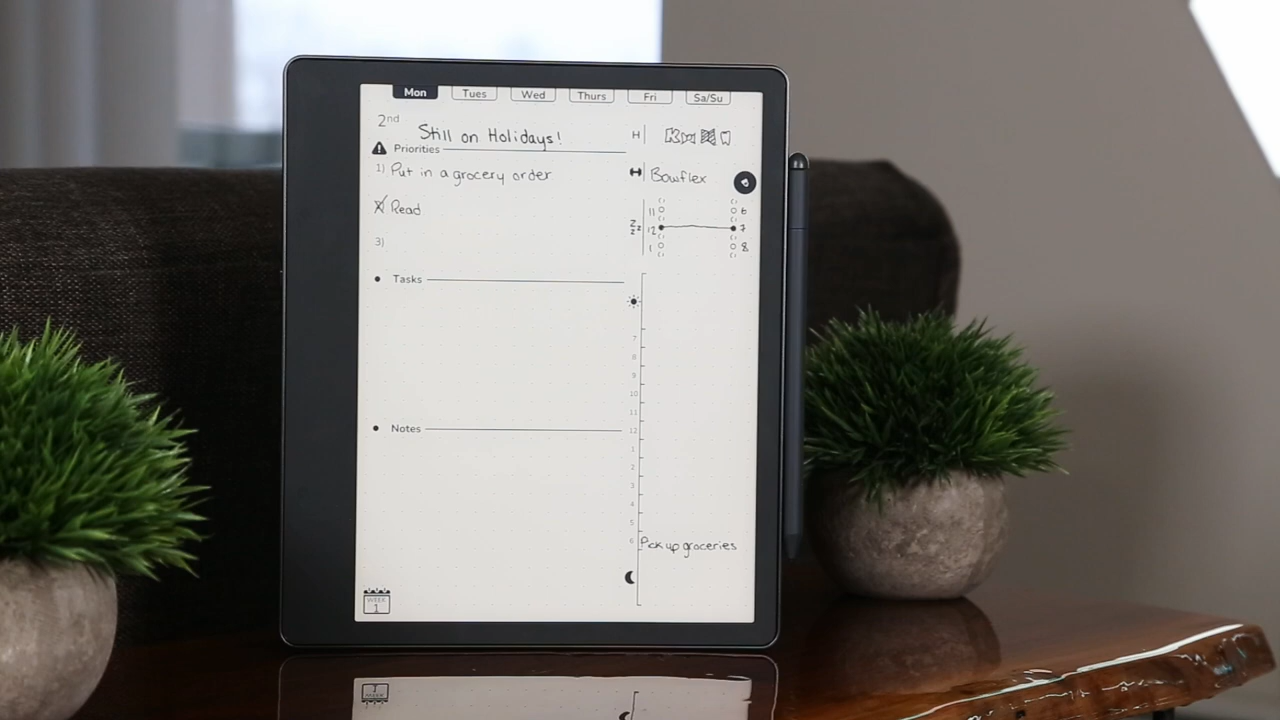 Mon Tues Wed Thurs Fri Sa/Su
2nd
Still on Holidays!
H
Priorities
1) Put in a grocery order
Bowflex
Read
11 6
Z z z 12 7
1 8
3)
Tasks
7
8
9
10
11
12
Notes
1
2
3
4
5
6 Pick up groceries
WEEK
1